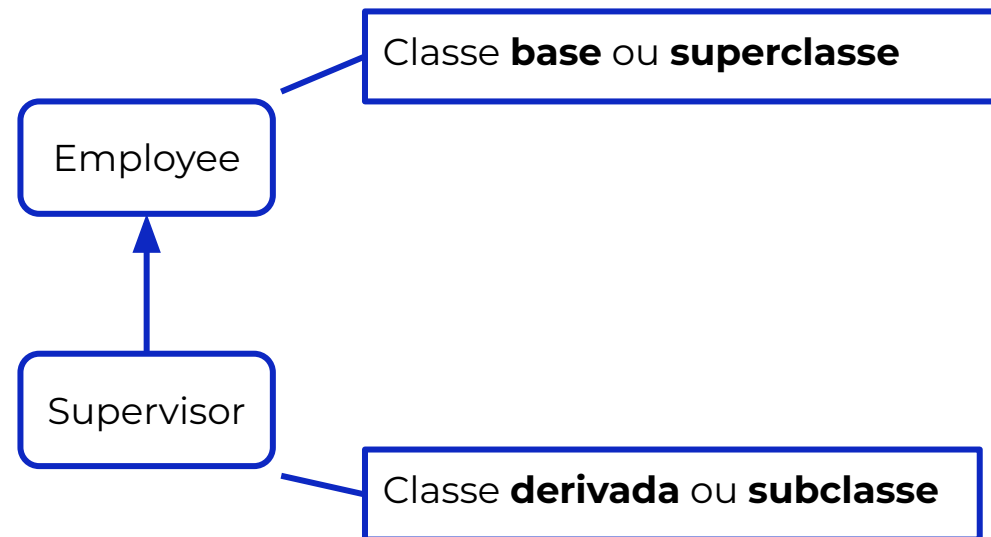 Classe base ou superclasse
Employee
Supervisor
Classe derivada ou subclasse